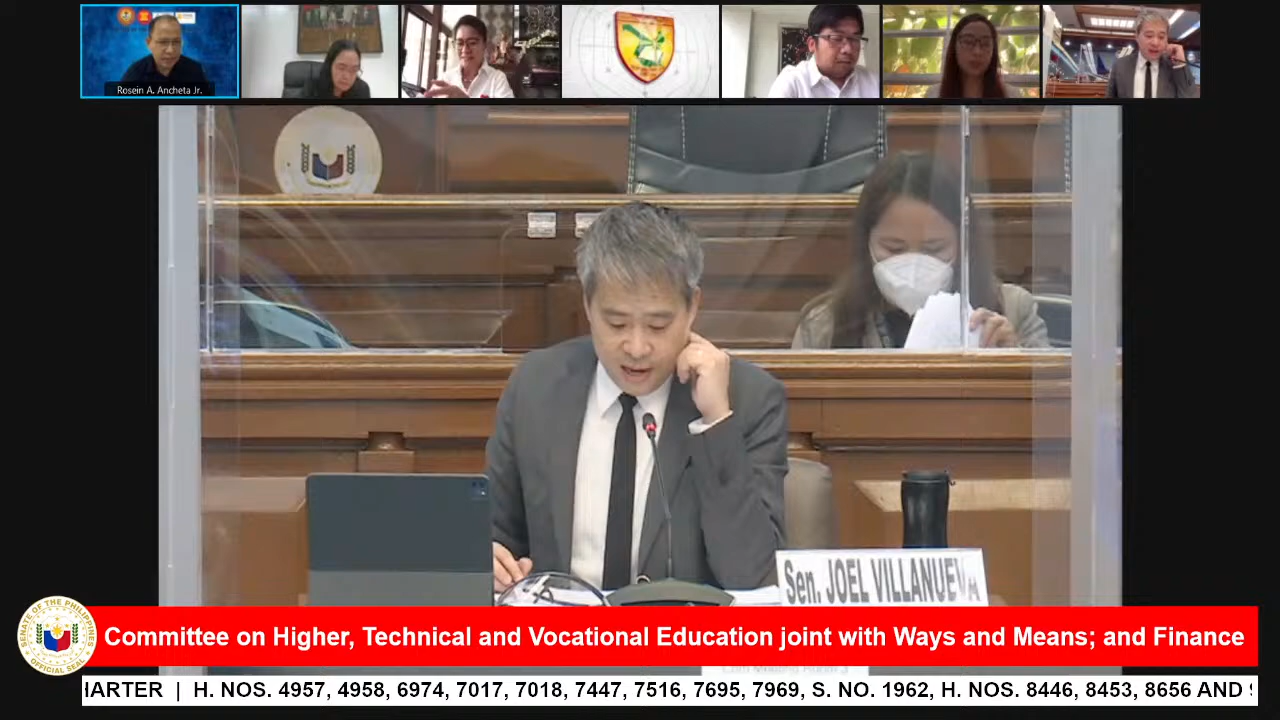 Rosein A. Ancheta Jr.
Sen. JOEL VILLANUEVA
SENATE OF THE PHILIPPINES
OFFICIAL SEAL
Committee on Higher, Technical and Vocational Education joint with Ways and Means; and Finance
HARTER | H. NOS. 4957, 4958, 6974, 7017, 7018, 7447, 7516, 7695, 7969, S. NO. 1962, H. NOS. 8446, 8453, 8656 AND